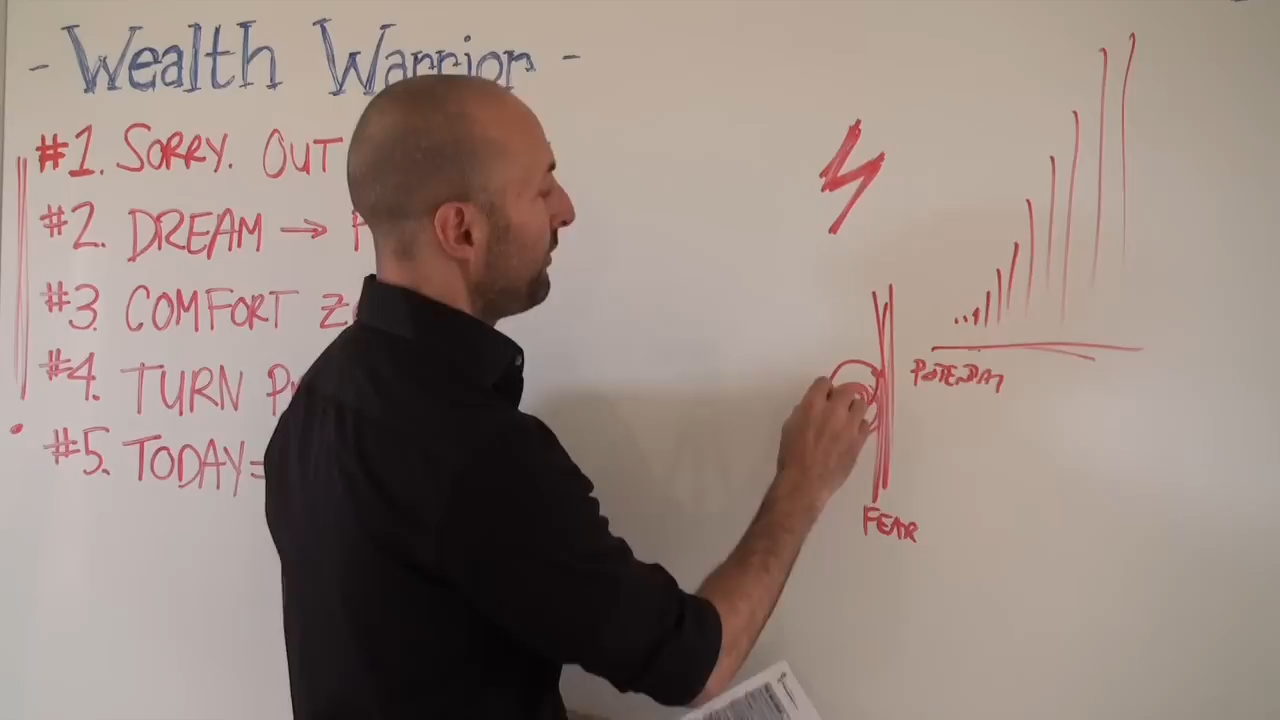 - Wealth Warrior -
#1. SORRY. OUT
#2. DREAM →
#3. COMFORT
#4. TURN
#5. TODAY=
POTENTIAL
FEAR